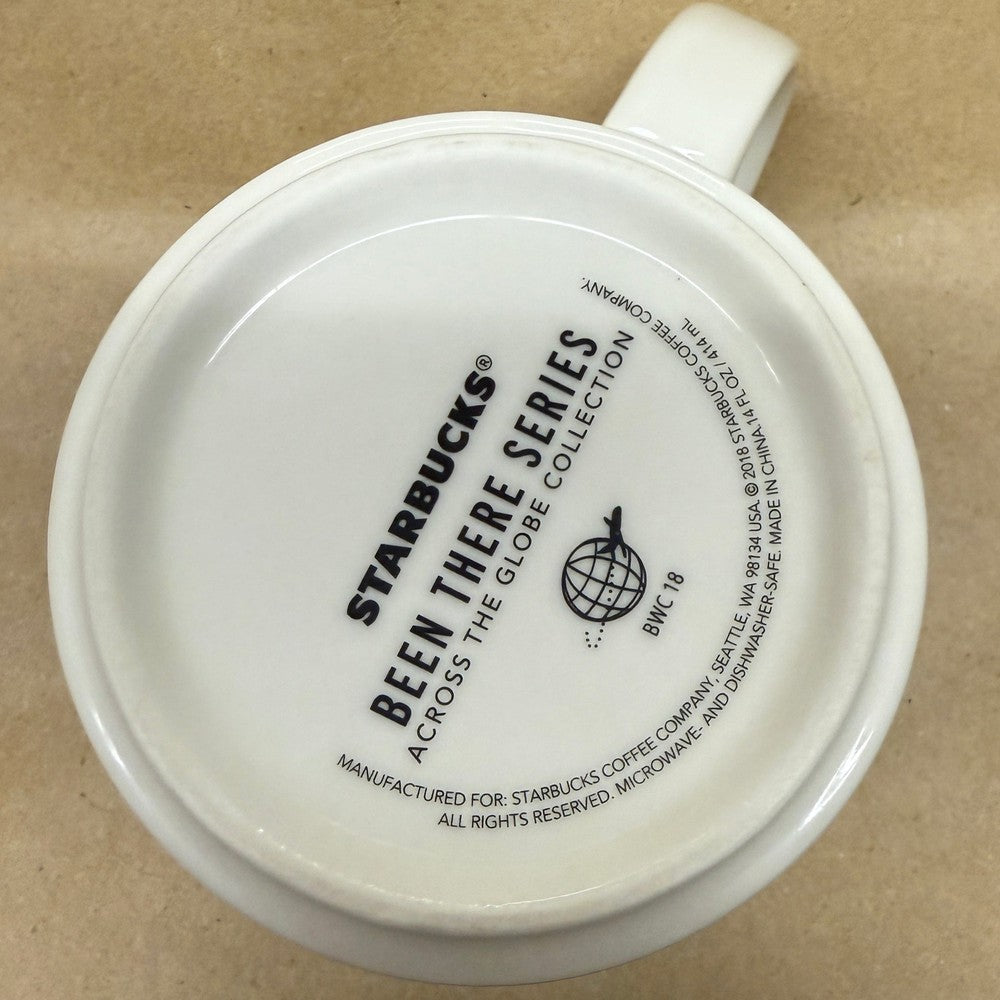 STARBUCKS®
BEEN THERE SERIES
ACROSS THE GLOBE COLLECTION
BWC 18
MANUFACTURED FOR: STARBUCKS COFFEE COMPANY, SEATTLE, WA 98134 USA. © 2018 STARBUCKS COFFEE COMPANY.
ALL RIGHTS RESERVED. MICROWAVE- AND DISHWASHER-SAFE. MADE IN CHINA. 14 FL OZ / 414 mL